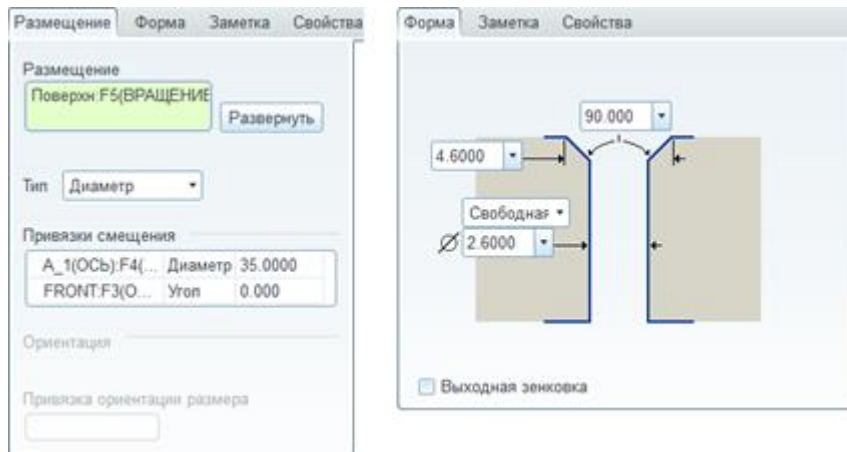 Размещение Форма Заметка Свойства
Размещение
Поверхн:F5(ВРАЩЕНИЕ
Развернуть
Тип Диаметр
Привязки смещения
A_1(ОСЬ):F4(... Диаметр 35.0000
FRONT:F3(О... Угол 0.000
Ориентация
Привязка ориентации размера
Форма Заметка Свойства
90.000
4.6000
Свободная
Ø 2.6000
Выходная зенковка